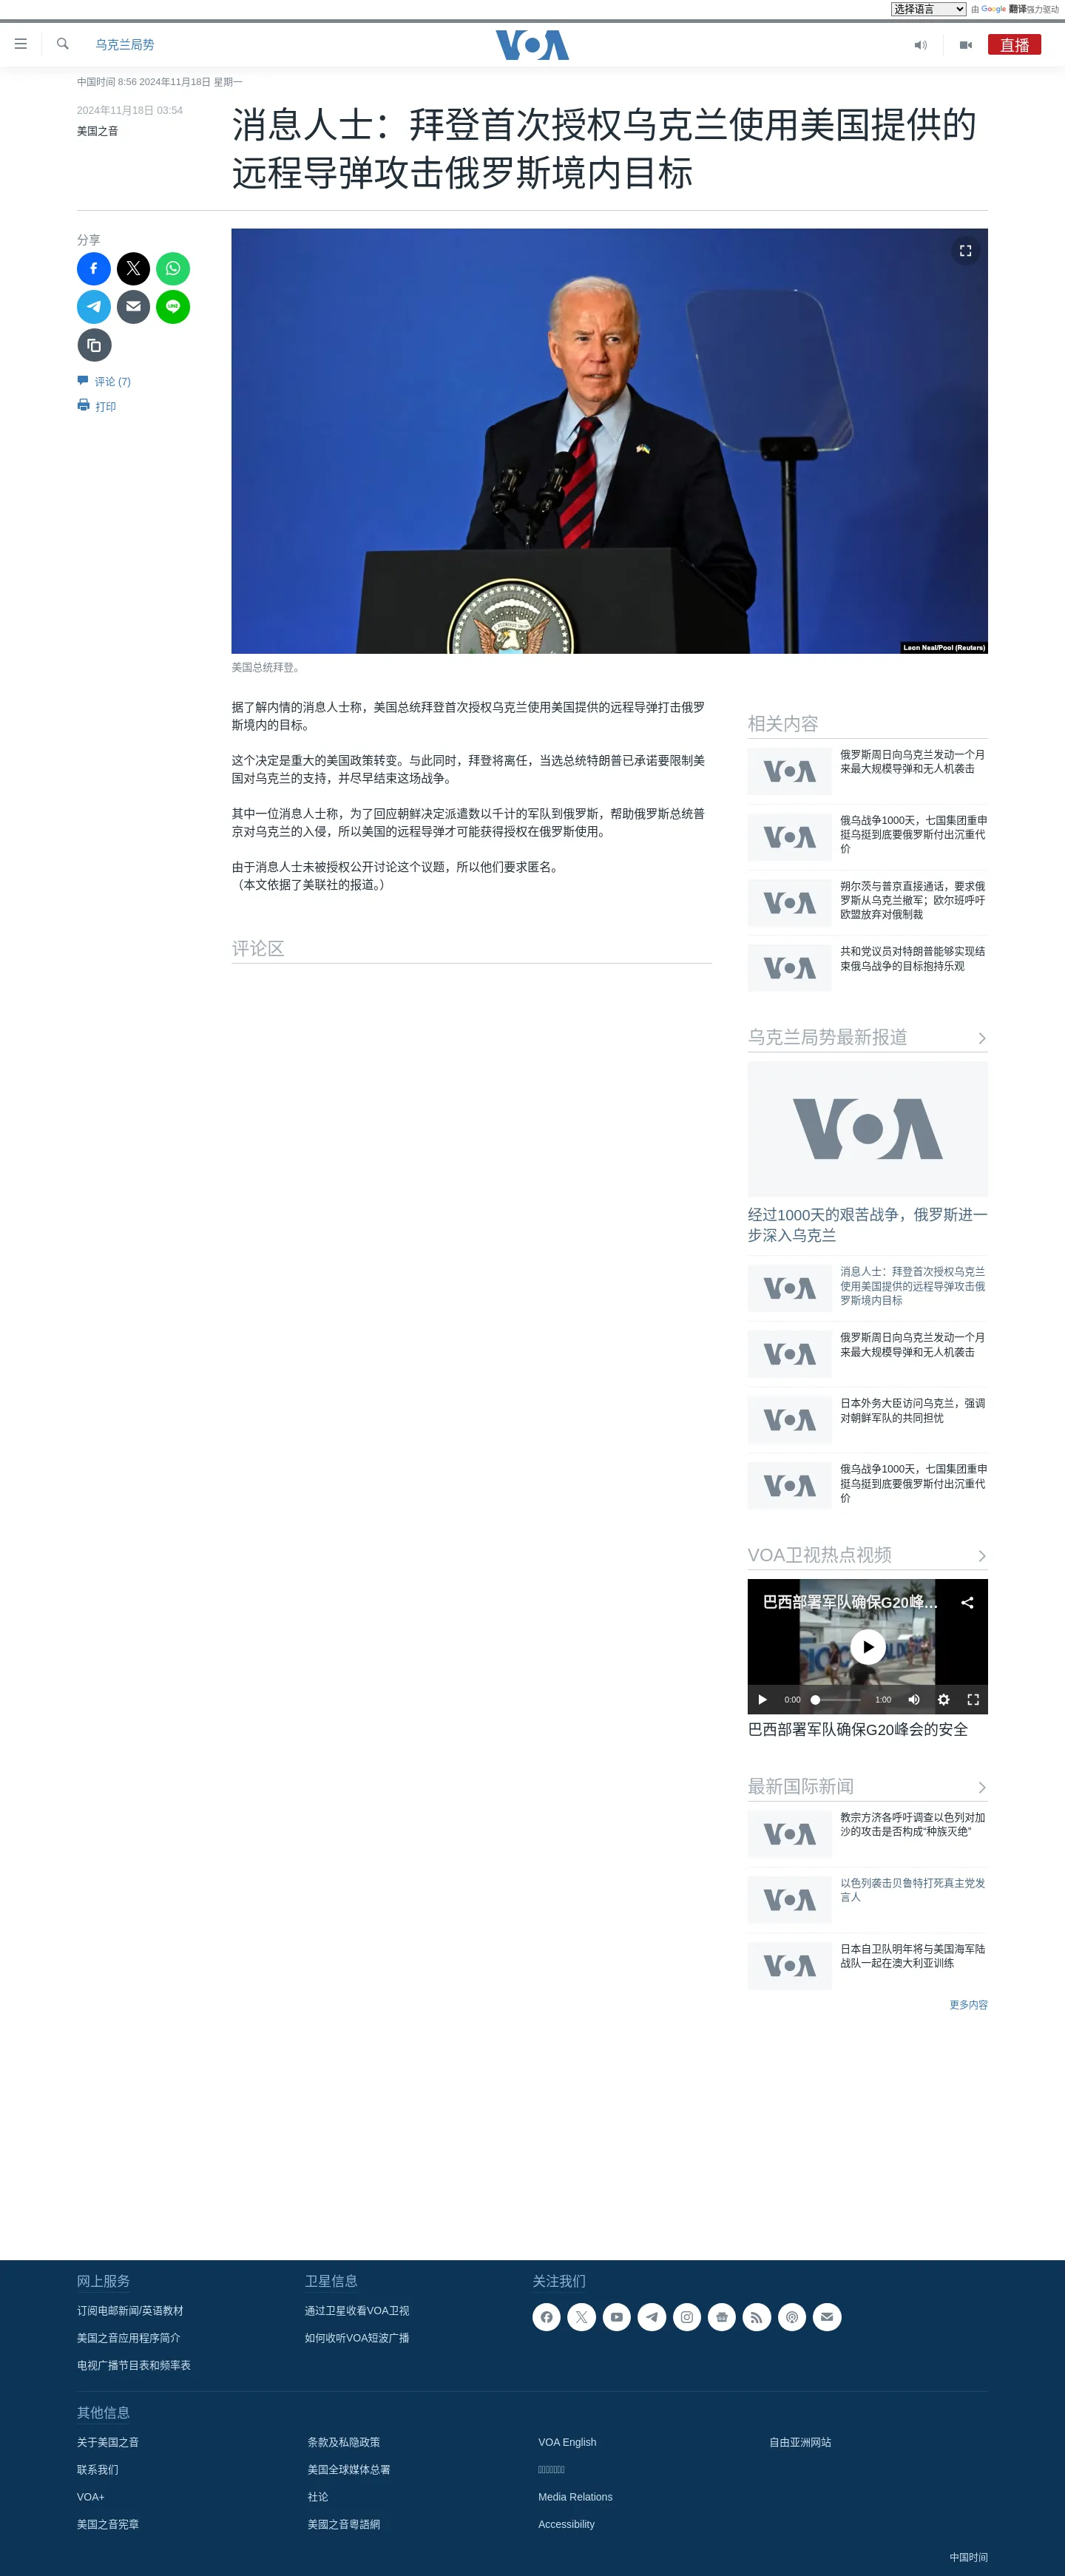 选择语言
由 Google 翻译强力驱动
乌克兰局势
VOA
直播
中国时间 8:56 2024年11月18日 星期一
2024年11月18日 03:54
美国之音
消息人士：拜登首次授权乌克兰使用美国提供的
远程导弹攻击俄罗斯境内目标
分享
LINE
评论 (7)
打印
Leon Neal/Pool (Reuters)
美国总统拜登。
据了解内情的消息人士称，美国总统拜登首次授权乌克兰使用美国提供的远程导弹打击俄罗
斯境内的目标。
这个决定是重大的美国政策转变。与此同时，拜登将离任，当选总统特朗普已承诺要限制美
国对乌克兰的支持，并尽早结束这场战争。
其中一位消息人士称，为了回应朝鲜决定派遣数以千计的军队到俄罗斯，帮助俄罗斯总统普
京对乌克兰的入侵，所以美国的远程导弹才可能获得授权在俄罗斯使用。
由于消息人士未被授权公开讨论这个议题，所以他们要求匿名。
（本文依据了美联社的报道。）
评论区
相关内容
VOA
俄罗斯周日向乌克兰发动一个月
来最大规模导弹和无人机袭击
VOA
俄乌战争1000天，七国集团重申
挺乌挺到底要俄罗斯付出沉重代
价
VOA
朔尔茨与普京直接通话，要求俄
罗斯从乌克兰撤军；欧尔班呼吁
欧盟放弃对俄制裁
VOA
共和党议员对特朗普能够实现结
束俄乌战争的目标抱持乐观
乌克兰局势最新报道
VOA
经过1000天的艰苦战争，俄罗斯进一
步深入乌克兰
VOA
消息人士：拜登首次授权乌克兰
使用美国提供的远程导弹攻击俄
罗斯境内目标
VOA
俄罗斯周日向乌克兰发动一个月
来最大规模导弹和无人机袭击
VOA
日本外务大臣访问乌克兰，强调
对朝鲜军队的共同担忧
VOA
俄乌战争1000天，七国集团重申
挺乌挺到底要俄罗斯付出沉重代
价
VOA卫视热点视频
巴西部署军队确保G20峰…
0:00
1:00
巴西部署军队确保G20峰会的安全
最新国际新闻
VOA
教宗方济各呼吁调查以色列对加
沙的攻击是否构成“种族灭绝”
VOA
以色列袭击贝鲁特打死真主党发
言人
VOA
日本自卫队明年将与美国海军陆
战队一起在澳大利亚训练
更多内容
网上服务
订阅电邮新闻/英语教材
美国之音应用程序简介
电视广播节目表和频率表
卫星信息
通过卫星收看VOA卫视
如何收听VOA短波广播
关注我们
其他信息
关于美国之音
联系我们
VOA+
美国之音宪章
条款及私隐政策
美国全球媒体总署
社论
美國之音粵語網
VOA English
Media Relations
Accessibility
自由亚洲网站
中国时间